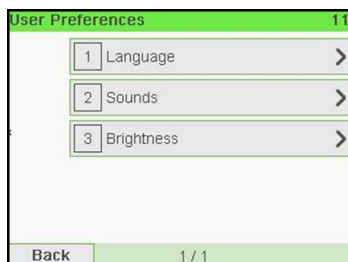 User Preferences 11
1 Language
2 Sounds
3 Brightness
Back 1 / 1